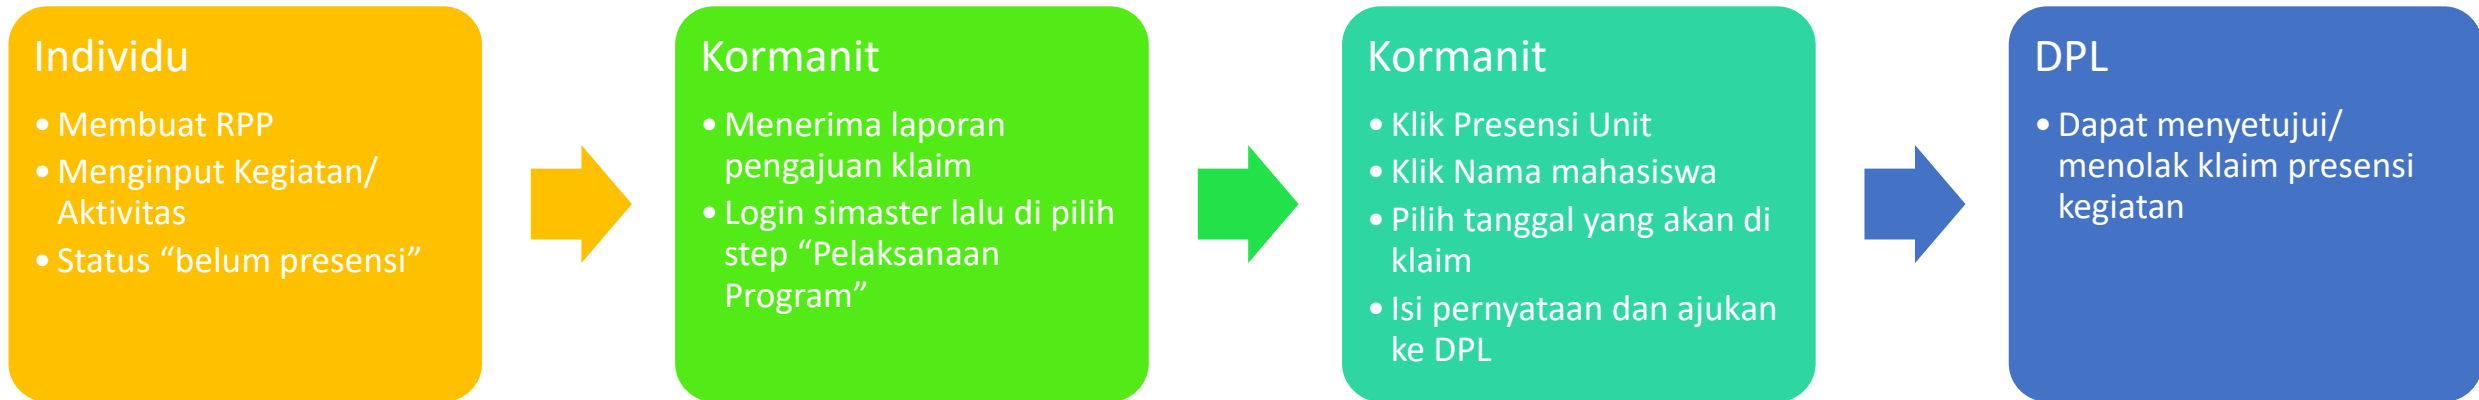 Individu
• Membuat RPP
• Menginput Kegiatan/
Aktivitas
• Status “belum presensi”
Kormanit
• Menerima laporan
pengajuan klaim
• Login simaster lalu di pilih
step “Pelaksanaan
Program”
Kormanit
• Klik Presensi Unit
• Klik Nama mahasiswa
• Pilih tanggal yang akan di
klaim
• Isi pernyataan dan ajukan
ke DPL
DPL
• Dapat menyetujui/
menolak klaim presensi
kegiatan